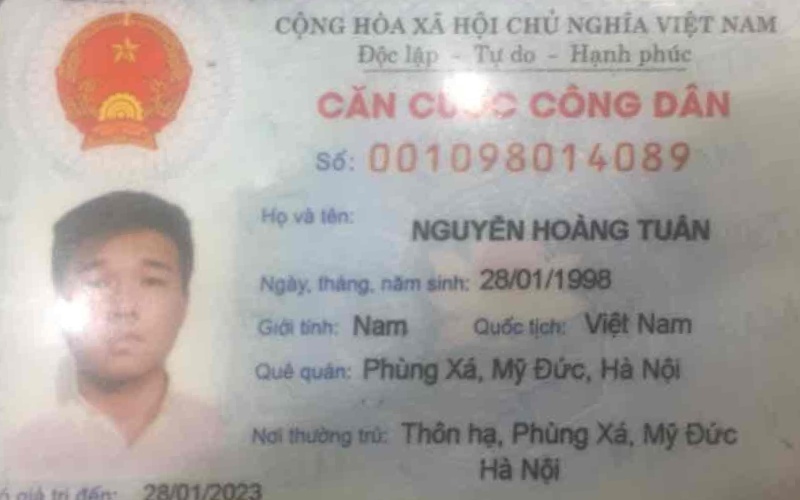 CỘNG HÒA XÃ HỘI CHỦ NGHĨA VIỆT NAM
Độc lập - Tự do - Hạnh phúc
CĂN CƯỚC CÔNG DÂN
Số: 001098014089
Họ và tên: NGUYỄN HOÀNG TUẤN
Ngày, tháng, năm sinh: 28/01/1998
Giới tính: Nam Quốc tịch: Việt Nam
Quê quán: Phùng Xá, Mỹ Đức, Hà Nội
Nơi thường trú: Thôn hạ, Phùng Xá, Mỹ Đức
Hà Nội
ó giá trị đến: 28/01/2023